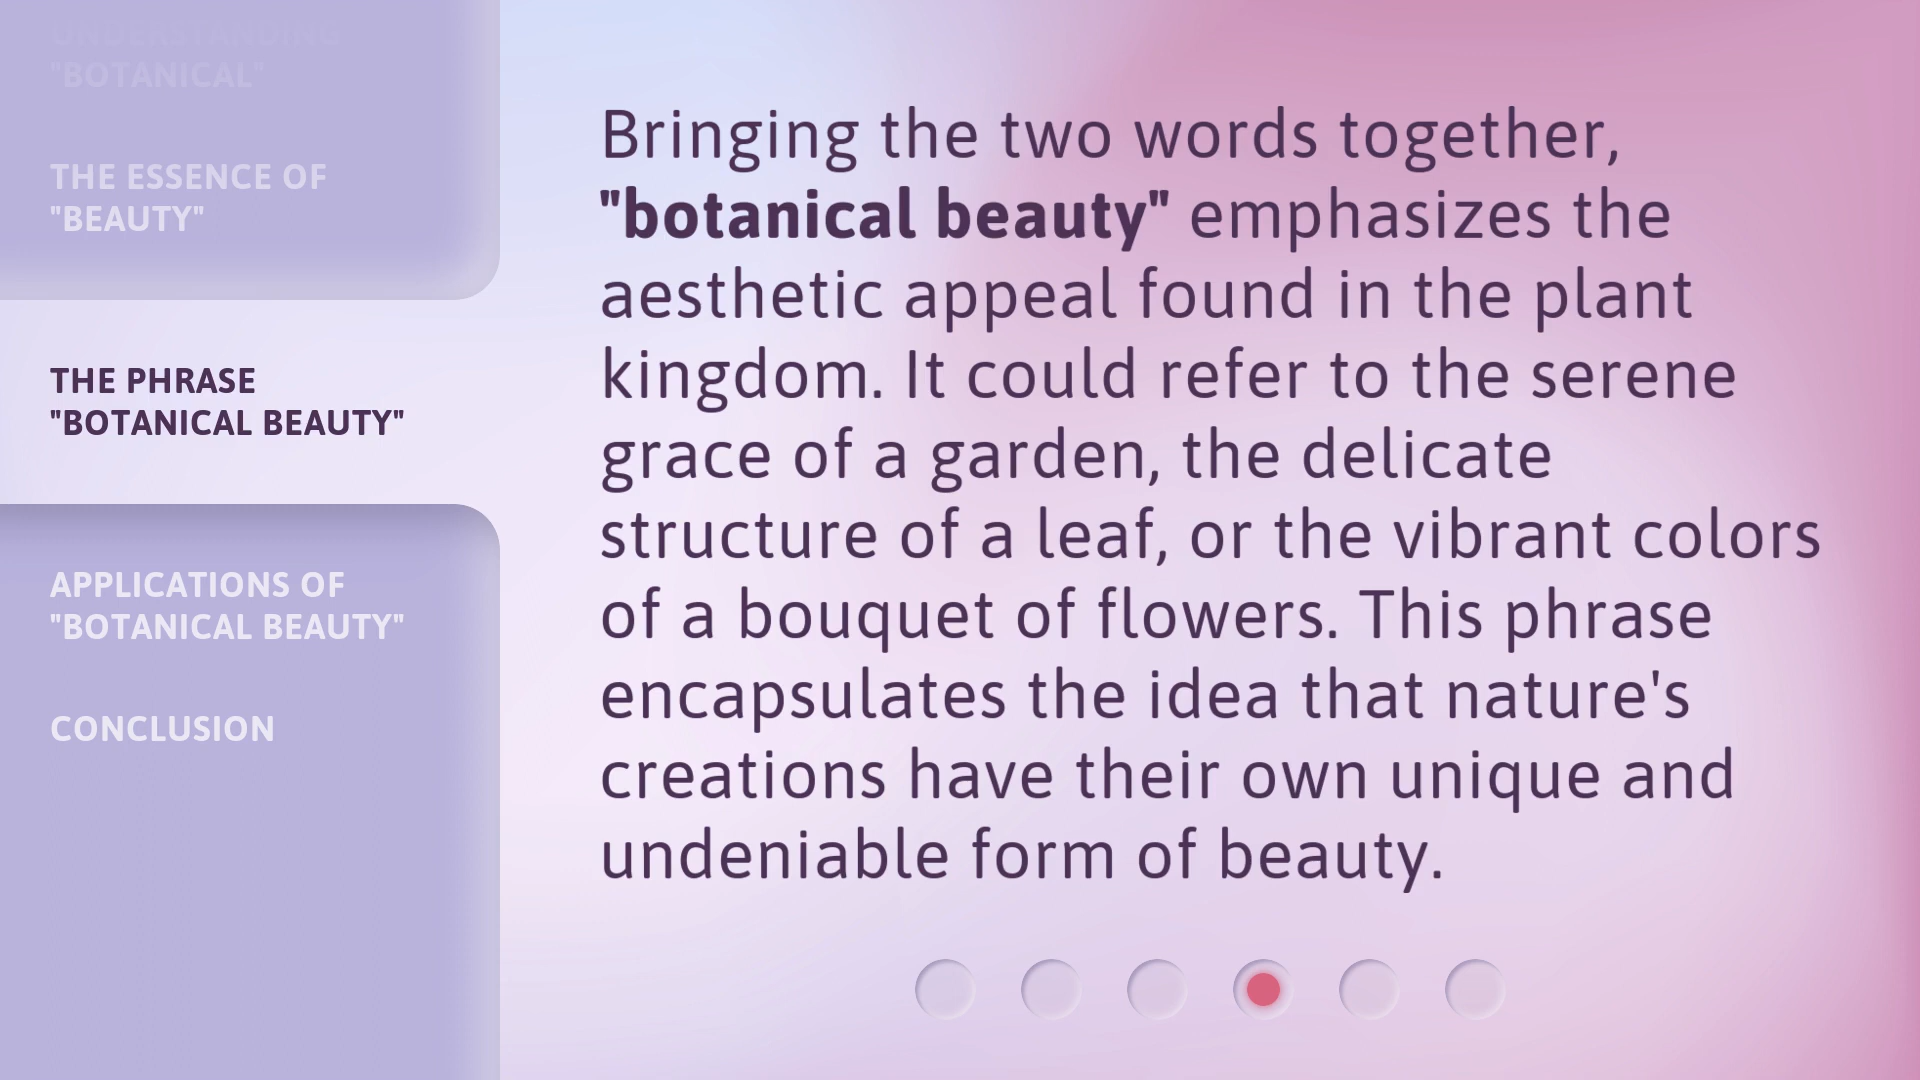 UNDERSTANDING
"BOTANICAL"
THE ESSENCE OF
"BEAUTY"
THE PHRASE
"BOTANICAL BEAUTY"
APPLICATIONS OF
"BOTANICAL BEAUTY"
CONCLUSION
Bringing the two words together,
"botanical beauty" emphasizes the
aesthetic appeal found in the plant
kingdom. It could refer to the serene
grace of a garden, the delicate
structure of a leaf, or the vibrant colors
of a bouquet of flowers. This phrase
encapsulates the idea that nature's
creations have their own unique and
undeniable form of beauty.